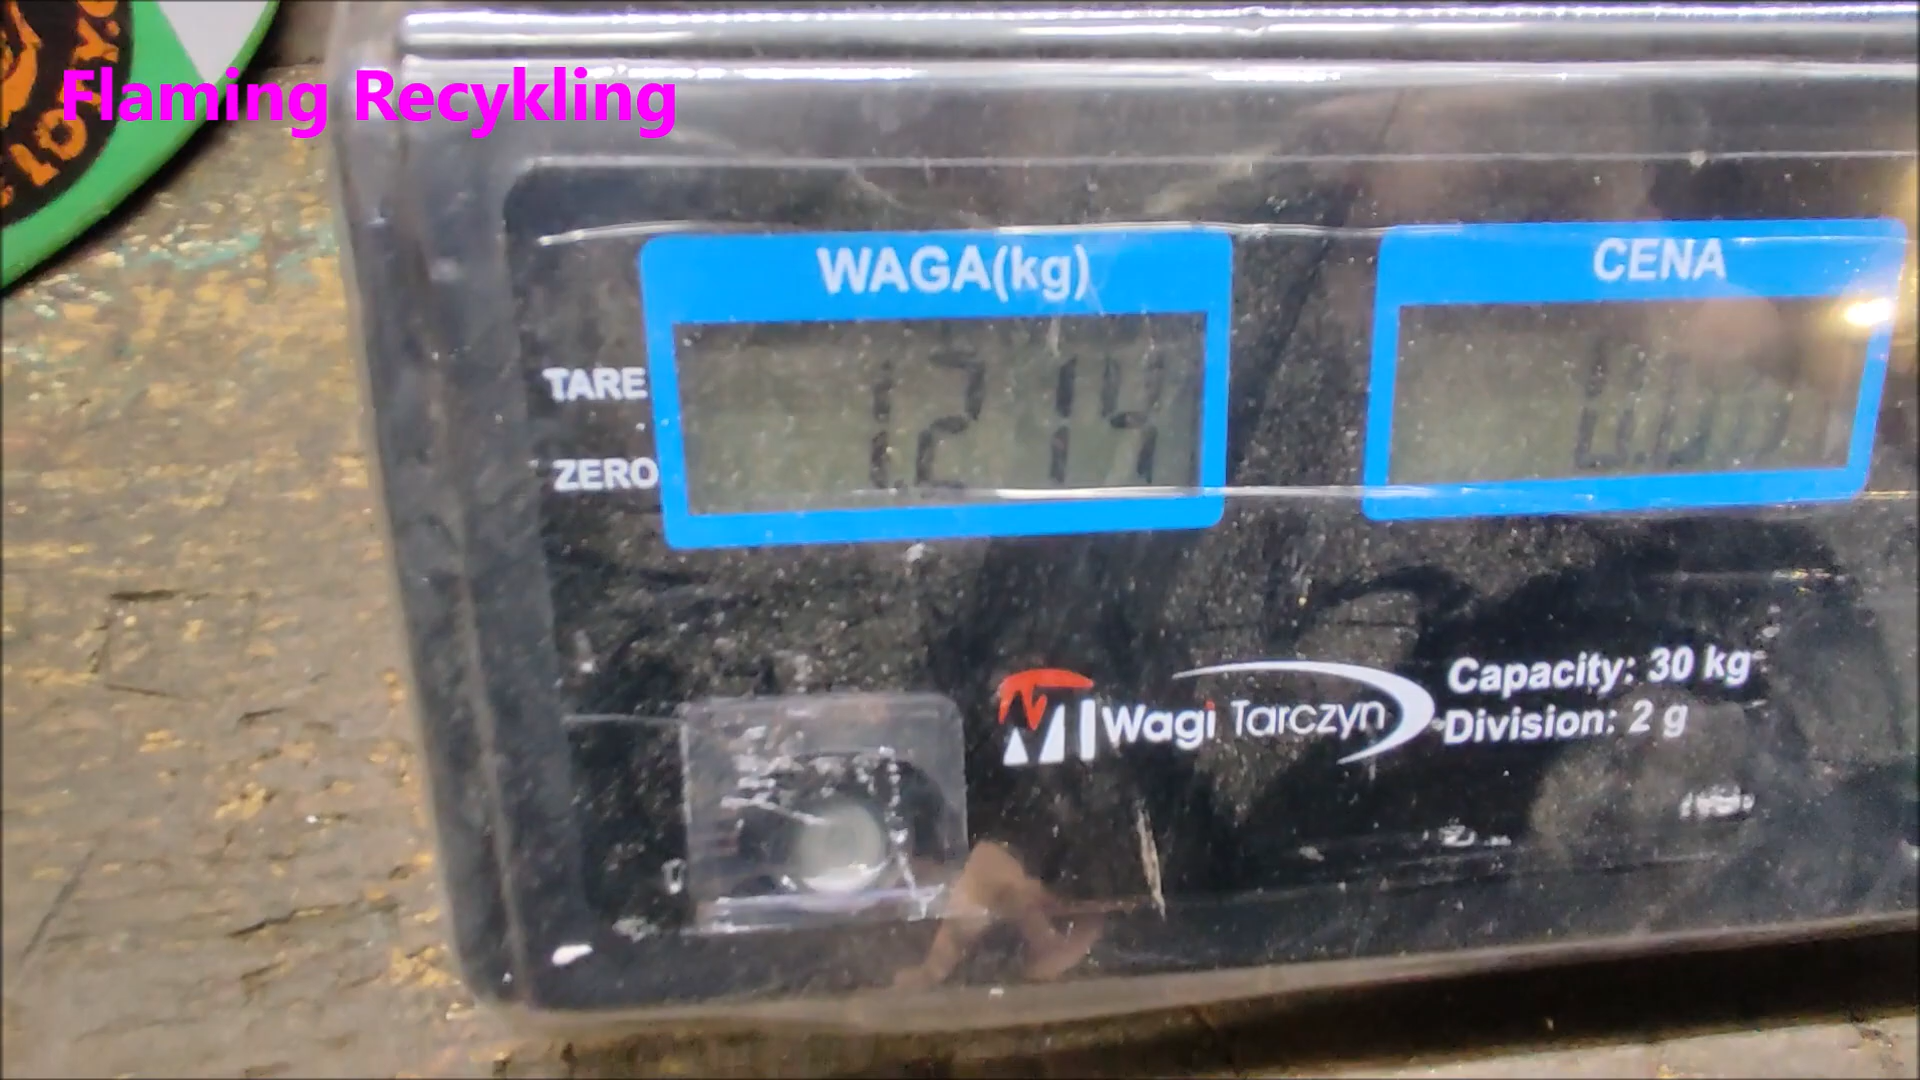 Flaming Recykling
WAGA(kg)
CENA
TARE
1.214
ZERO
Wagi Tarczyn
Capacity: 30 kg
Division: 2 g